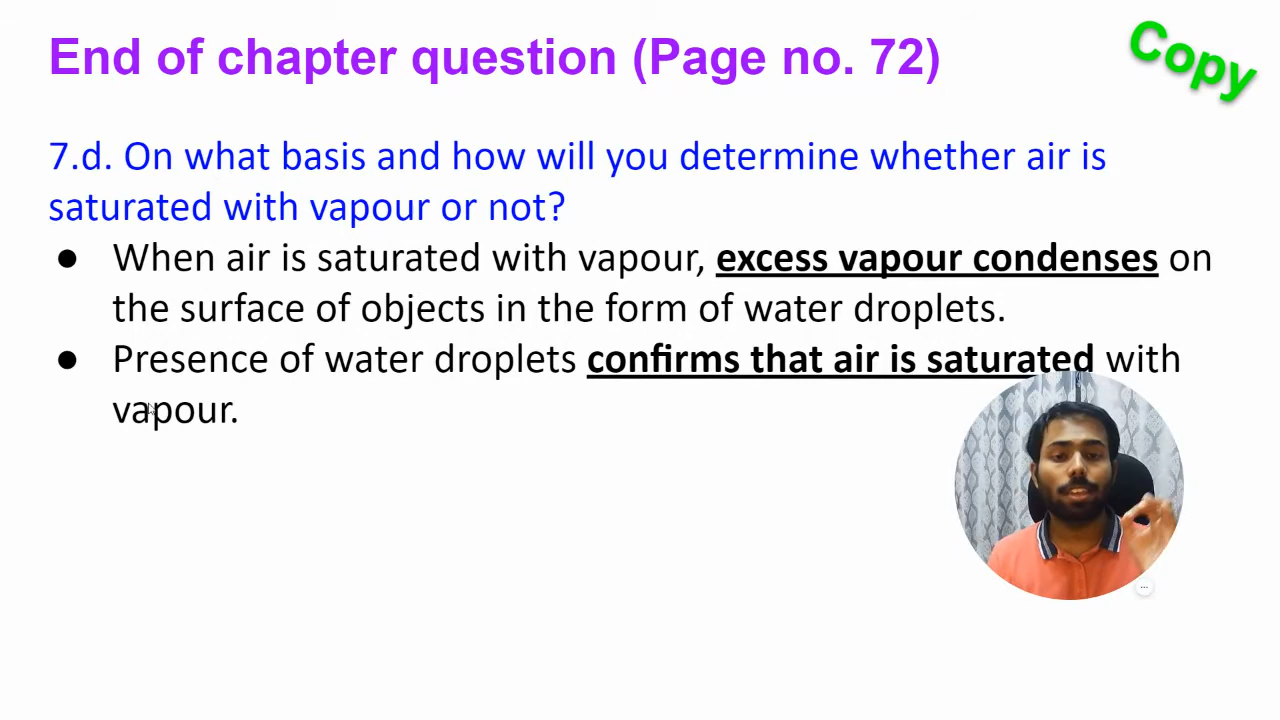 End of chapter question (Page no. 72)
Copy
7.d. On what basis and how will you determine whether air is
saturated with vapour or not?
● When air is saturated with vapour, excess vapour condenses on
the surface of objects in the form of water droplets.
● Presence of water droplets confirms that air is saturated with
vapour.